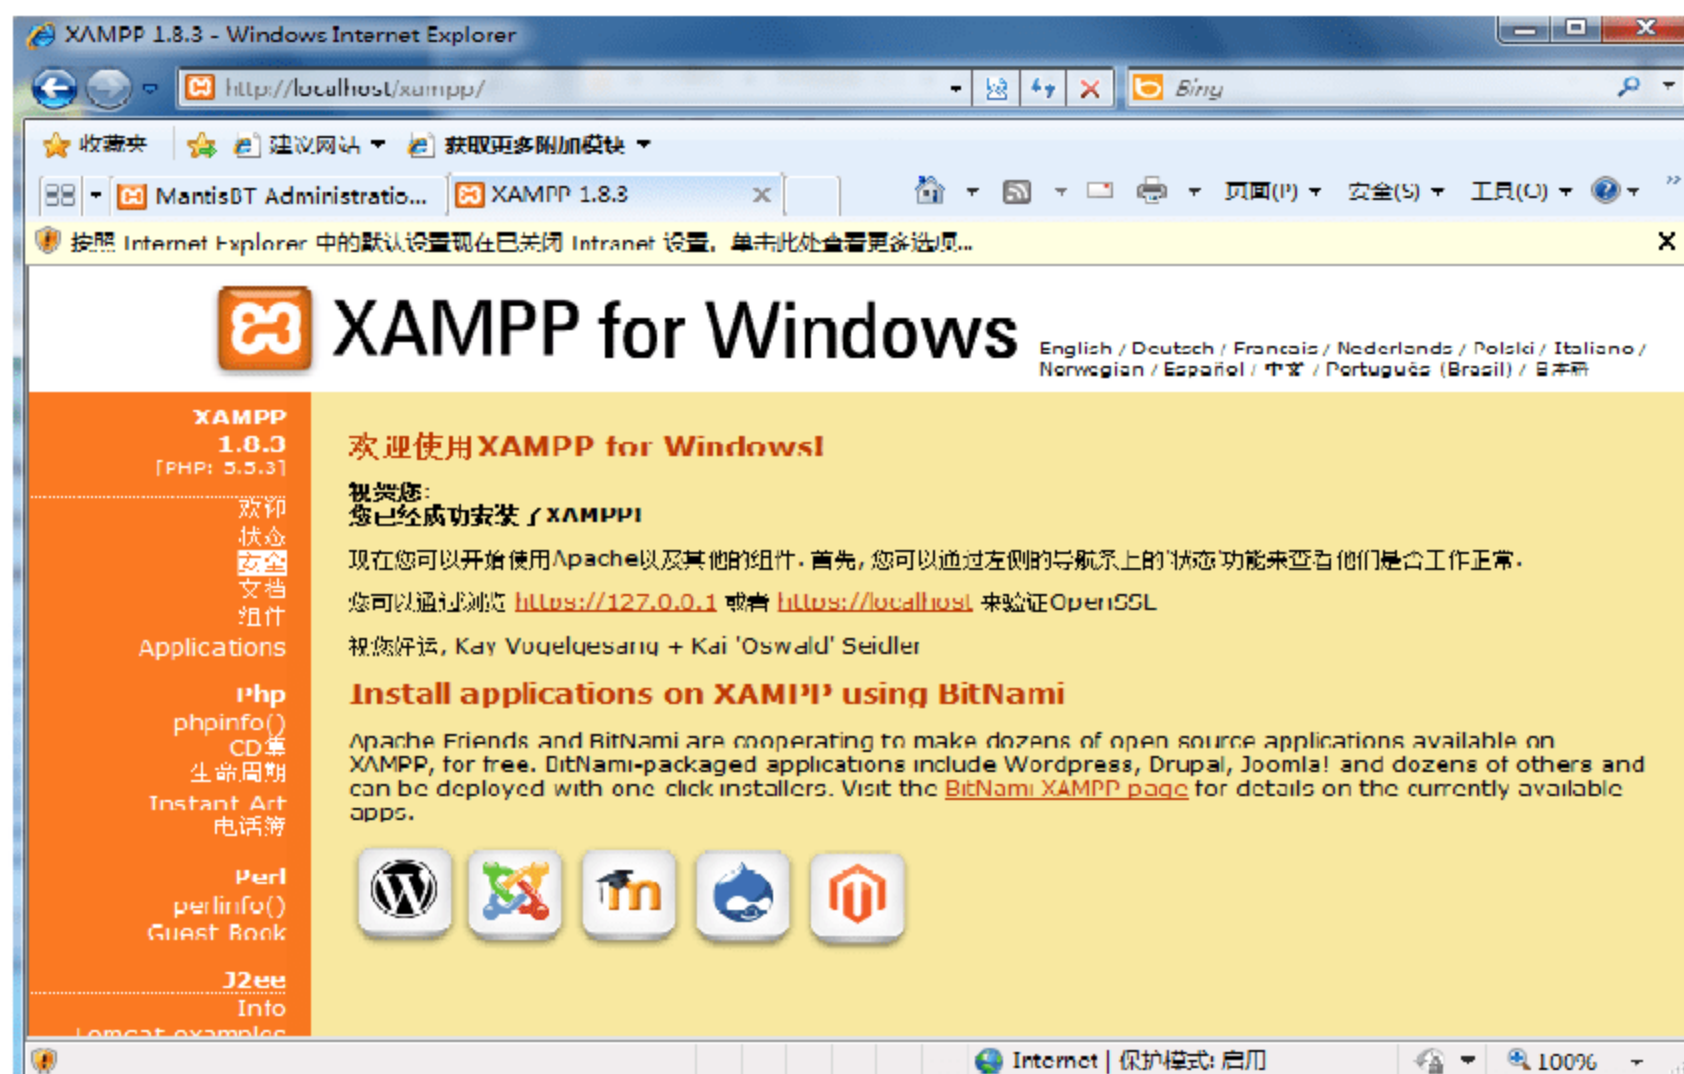 XAMPP 1.8.3 - Windows Internet Explorer
http://localhost/xampp/
Bing
收藏夹 建议网站 获取更多附加模块
MantisBT Administratio... XAMPP 1.8.3 页面(P) 安全(S) 工具(O)
按照 Internet Explorer 中的默认设置现在已关闭 Intranet 设置。单击此处查看更多选项...
XAMPP for Windows
English / Deutsch / Francais / Nederlands / Polski / Italiano /
Norwegian / Español / 中文 / Português (Brasil) / 日本語
XAMPP
1.8.3
[PHP: 5.5.3]
欢迎
状态
安全
文档
组件
Applications
Php
phpinfo()
CD集
生命周期
Instant Art
电话簿
Perl
perlinfo()
Guest Book
J2ee
Info
Tomcat examples
欢迎使用XAMPP for Windows!
祝贺您:
您已经成功安装了XAMPP!
现在您可以开始使用Apache以及其他的组件. 首先, 您可以通过左侧的导航条上的'状态'功能来查看他们是否工作正常.
您可以通过浏览 https://127.0.0.1 或者 https://localhost 来验证OpenSSL
祝您好运, Kay Vogelgesang + Kai 'Oswald' Seidler
Install applications on XAMPP using BitNami
Apache Friends and BitNami are cooperating to make dozens of open source applications available on
XAMPP, for free. BitNami-packaged applications include Wordpress, Drupal, Joomla! and dozens of others and
can be deployed with one-click installers. Visit the BitNami XAMPP page for details on the currently available
apps.
Internet | 保护模式: 启用
100%